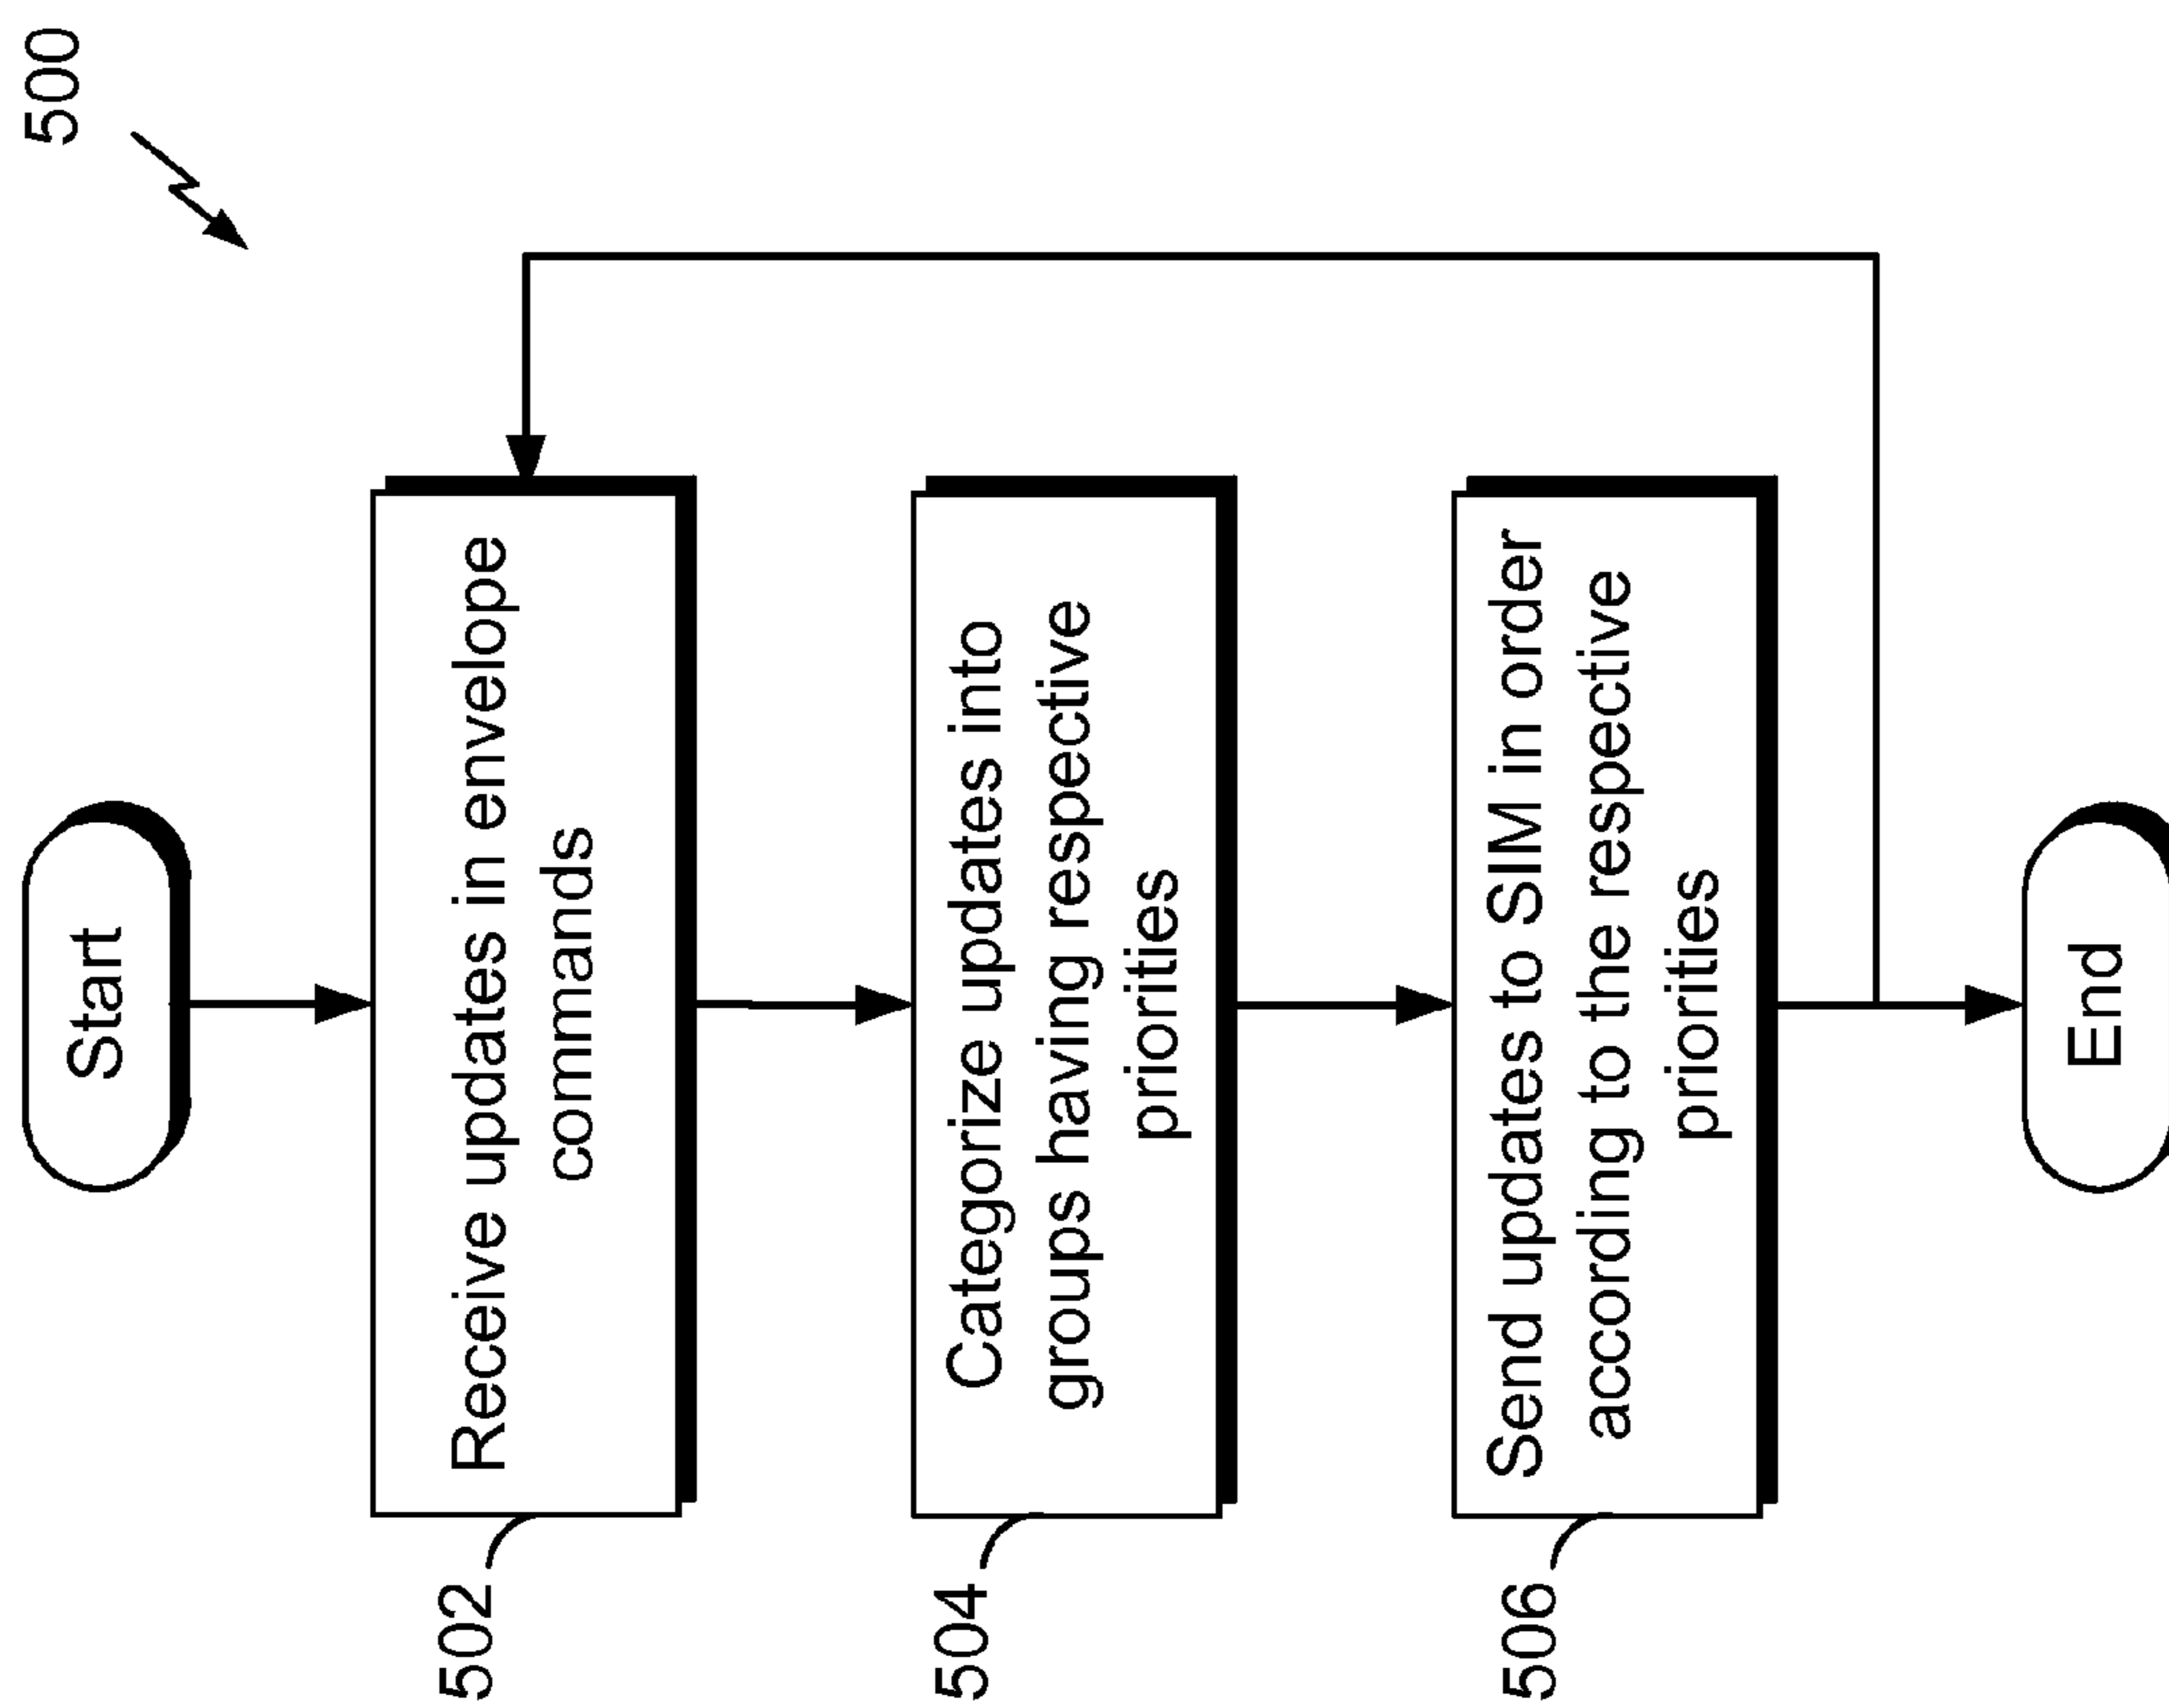 500
Start
502
Receive updates in envelope
commands
504
Categorize updates into
groups having respective
priorities
506
Send updates to SIM in order
according to the respective
priorities
End